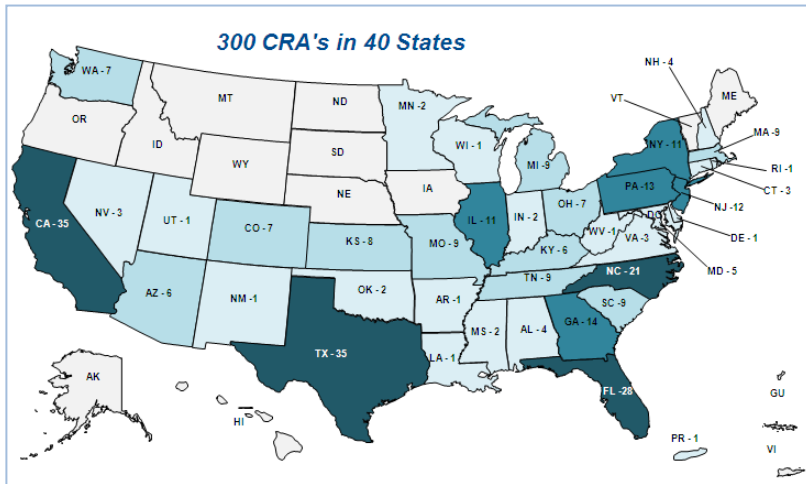 300 CRA's in 40 States
NH - 4
WA - 7
ME
MT
ND
MN -2
VT
OR
MA - 9
ID
SD
WI - 1
NY - 11
WY
MI - 9
RI - 1
IA
PA - 13
CT - 3
NE
NJ -12
NV - 3
OH - 7
IL - 11
IN - 2
DC
CA - 35
UT - 1
CO - 7
WV - 1
DE - 1
KS - 8
MO - 9
VA - 3
KY - 6
MD - 5
NC - 21
TN - 9
AZ - 6
OK - 2
NM -1
AR - 1
SC - 9
MS - 2
AL - 4
GA - 14
TX - 35
LA - 1
AK
FL -28
GU
HI
PR - 1
VI